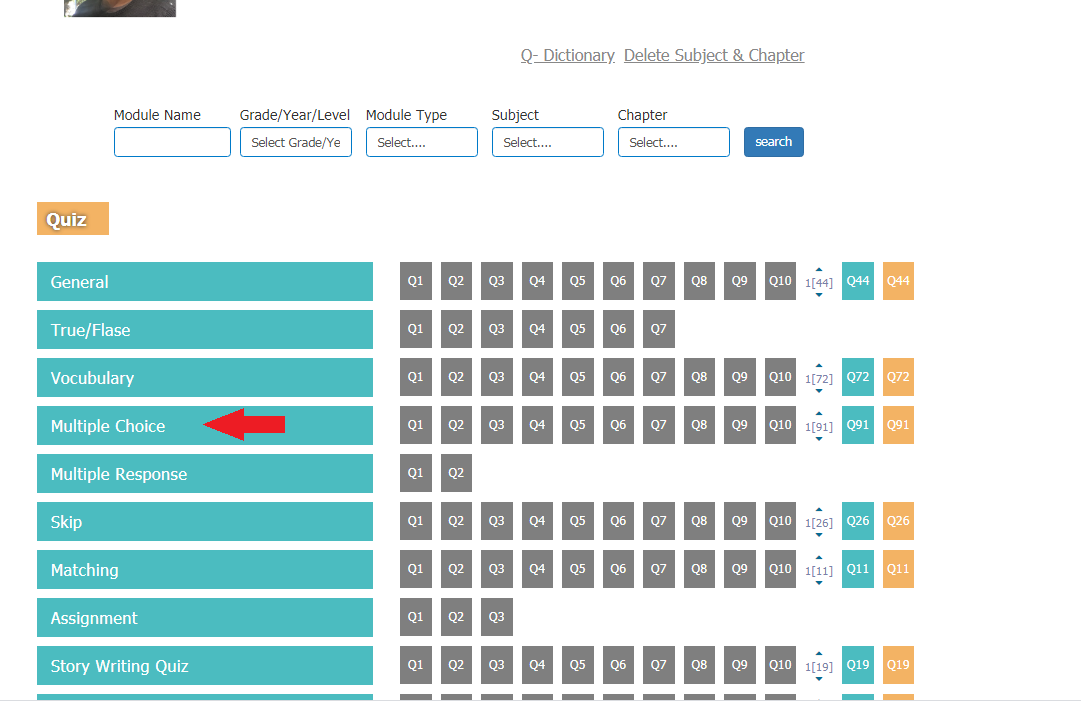 Q- Dictionary Delete Subject & Chapter
Module Name Grade/Year/Level Module Type Subject Chapter
Select Grade/Ye Select.... Select.... Select.... search
Quiz
General Q1 Q2 Q3 Q4 Q5 Q6 Q7 Q8 Q9 Q10 1[44] Q44 Q44
True/Flase Q1 Q2 Q3 Q4 Q5 Q6 Q7
Vocubulary Q1 Q2 Q3 Q4 Q5 Q6 Q7 Q8 Q9 Q10 1[72] Q72 Q72
Multiple Choice Q1 Q2 Q3 Q4 Q5 Q6 Q7 Q8 Q9 Q10 1[91] Q91 Q91
Multiple Response Q1 Q2
Skip Q1 Q2 Q3 Q4 Q5 Q6 Q7 Q8 Q9 Q10 1[26] Q26 Q26
Matching Q1 Q2 Q3 Q4 Q5 Q6 Q7 Q8 Q9 Q10 1[11] Q11 Q11
Assignment Q1 Q2 Q3
Story Writing Quiz Q1 Q2 Q3 Q4 Q5 Q6 Q7 Q8 Q9 Q10 1[19] Q19 Q19